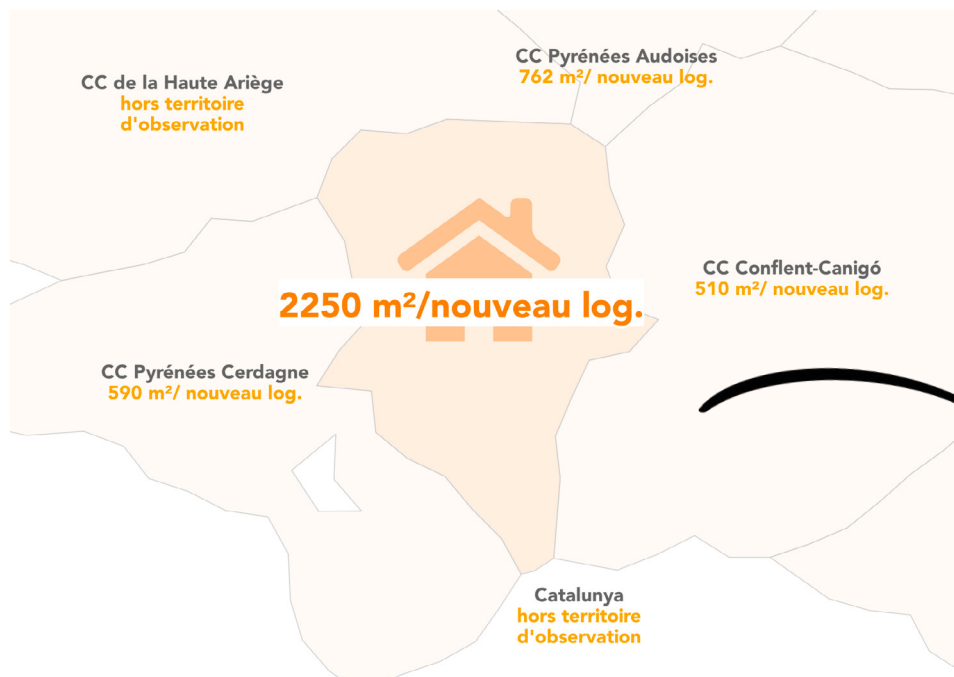 CC Pyrénées Audoises
762 m²/ nouveau log.
CC de la Haute Ariège
hors territoire
d'observation
CC Conflent-Canigó
510 m²/ nouveau log.
2250 m²/nouveau log.
CC Pyrénées Cerdagne
590 m²/ nouveau log.
Catalunya
hors territoire
d'observation